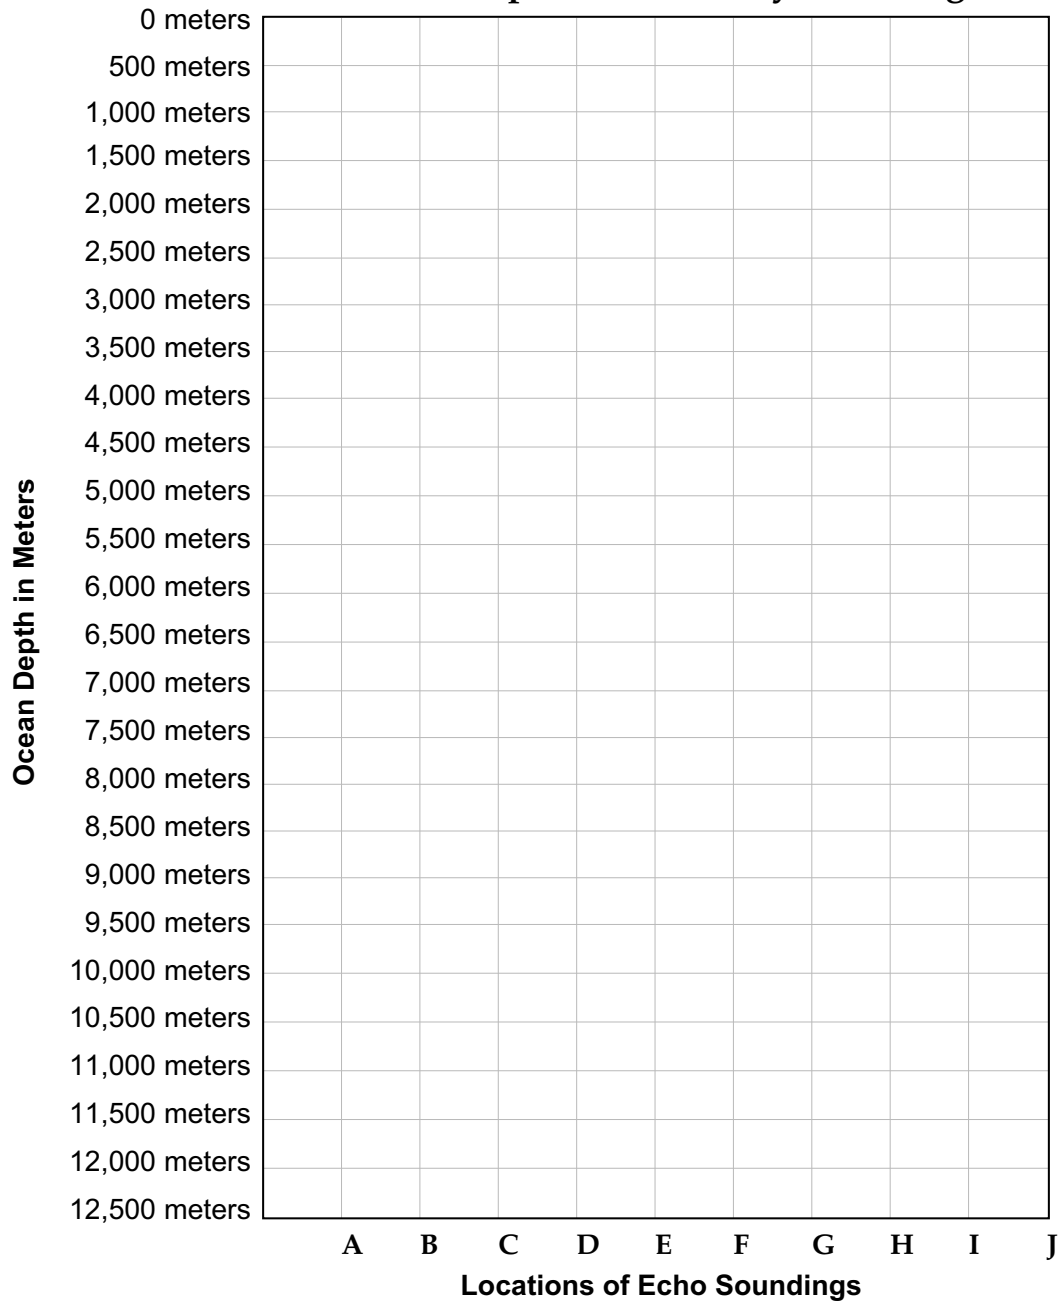 0 meters
500 meters
1,000 meters
1,500 meters
2,000 meters
2,500 meters
3,000 meters
3,500 meters
4,000 meters
4,500 meters
5,000 meters
5,500 meters
6,000 meters
6,500 meters
7,000 meters
7,500 meters
8,000 meters
8,500 meters
9,000 meters
9,500 meters
10,000 meters
10,500 meters
11,000 meters
11,500 meters
12,000 meters
12,500 meters
Ocean Depth in Meters
A B C D E F G H I J
Locations of Echo Soundings